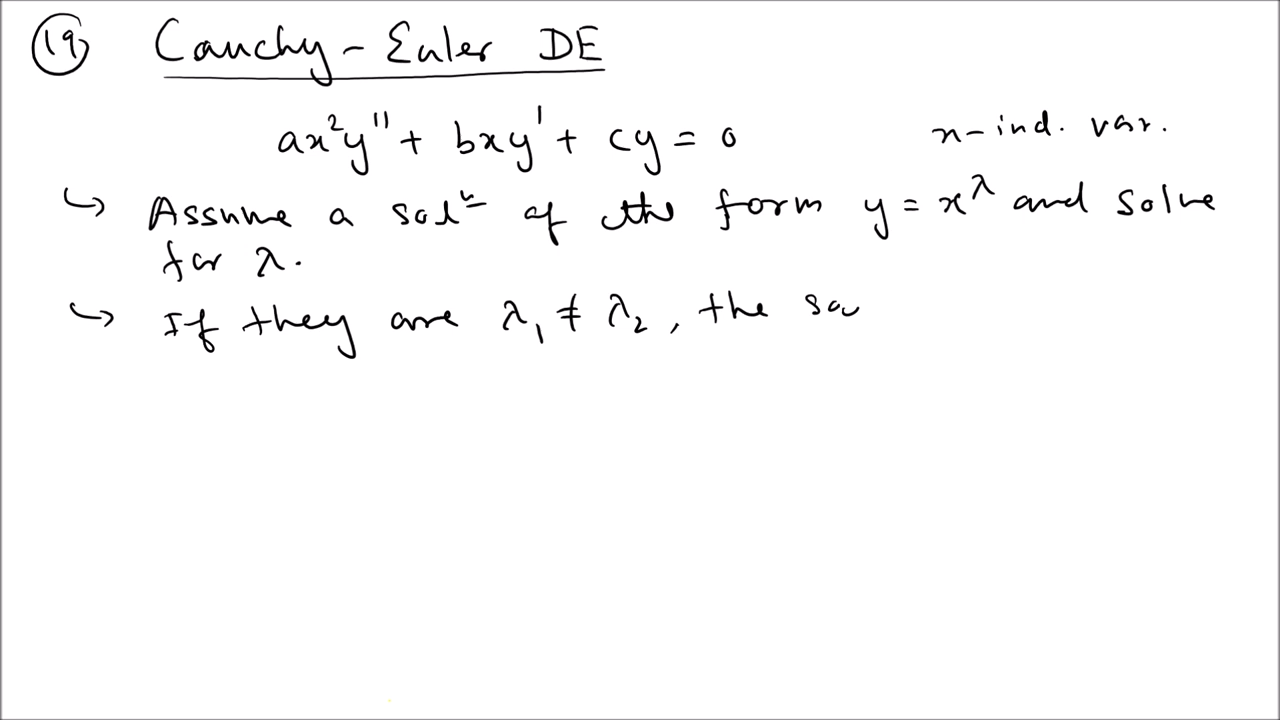 19 Cauchy-Euler DE
ax²y" + bxy' + cy = 0 x-ind. var.
↪ Assume a solⁿ of the form y = x^λ and solve
for λ.
↪ If they are λ₁ ≠ λ₂, the so